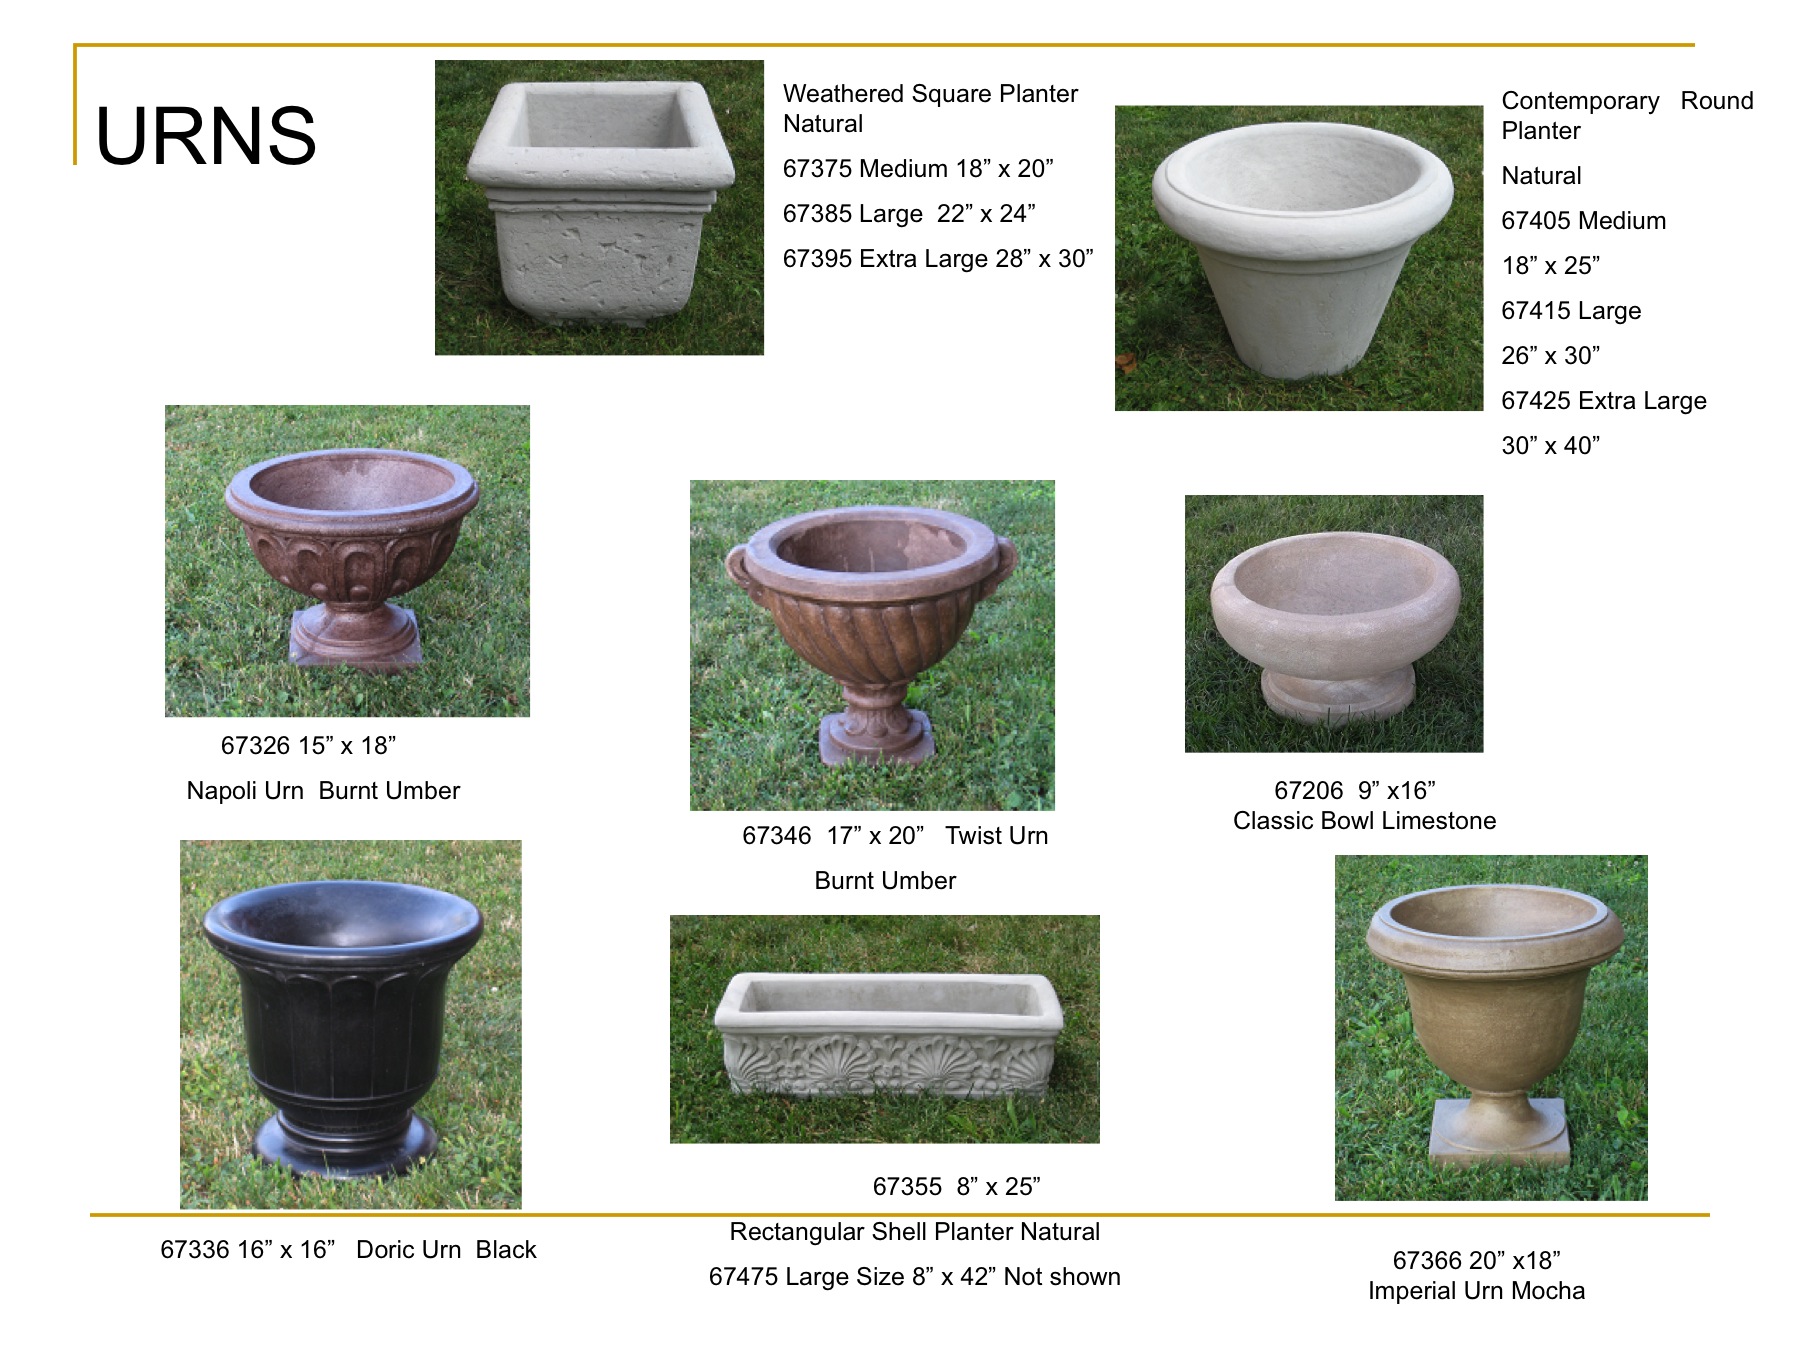 URNS
Weathered Square Planter
Natural
67375 Medium 18” x 20”
67385 Large  22” x 24”
67395 Extra Large 28” x 30”
Contemporary   Round
Planter
Natural
67405 Medium
18” x 25”
67415 Large
26” x 30”
67425 Extra Large
30” x 40”
67326 15” x 18”
Napoli Urn  Burnt Umber
67346  17” x 20”   Twist Urn
Burnt Umber
67206  9” x16”
Classic Bowl Limestone
67336 16” x 16”   Doric Urn  Black
67355  8” x 25”
Rectangular Shell Planter Natural
67475 Large Size 8” x 42” Not shown
67366 20” x18”
Imperial Urn Mocha